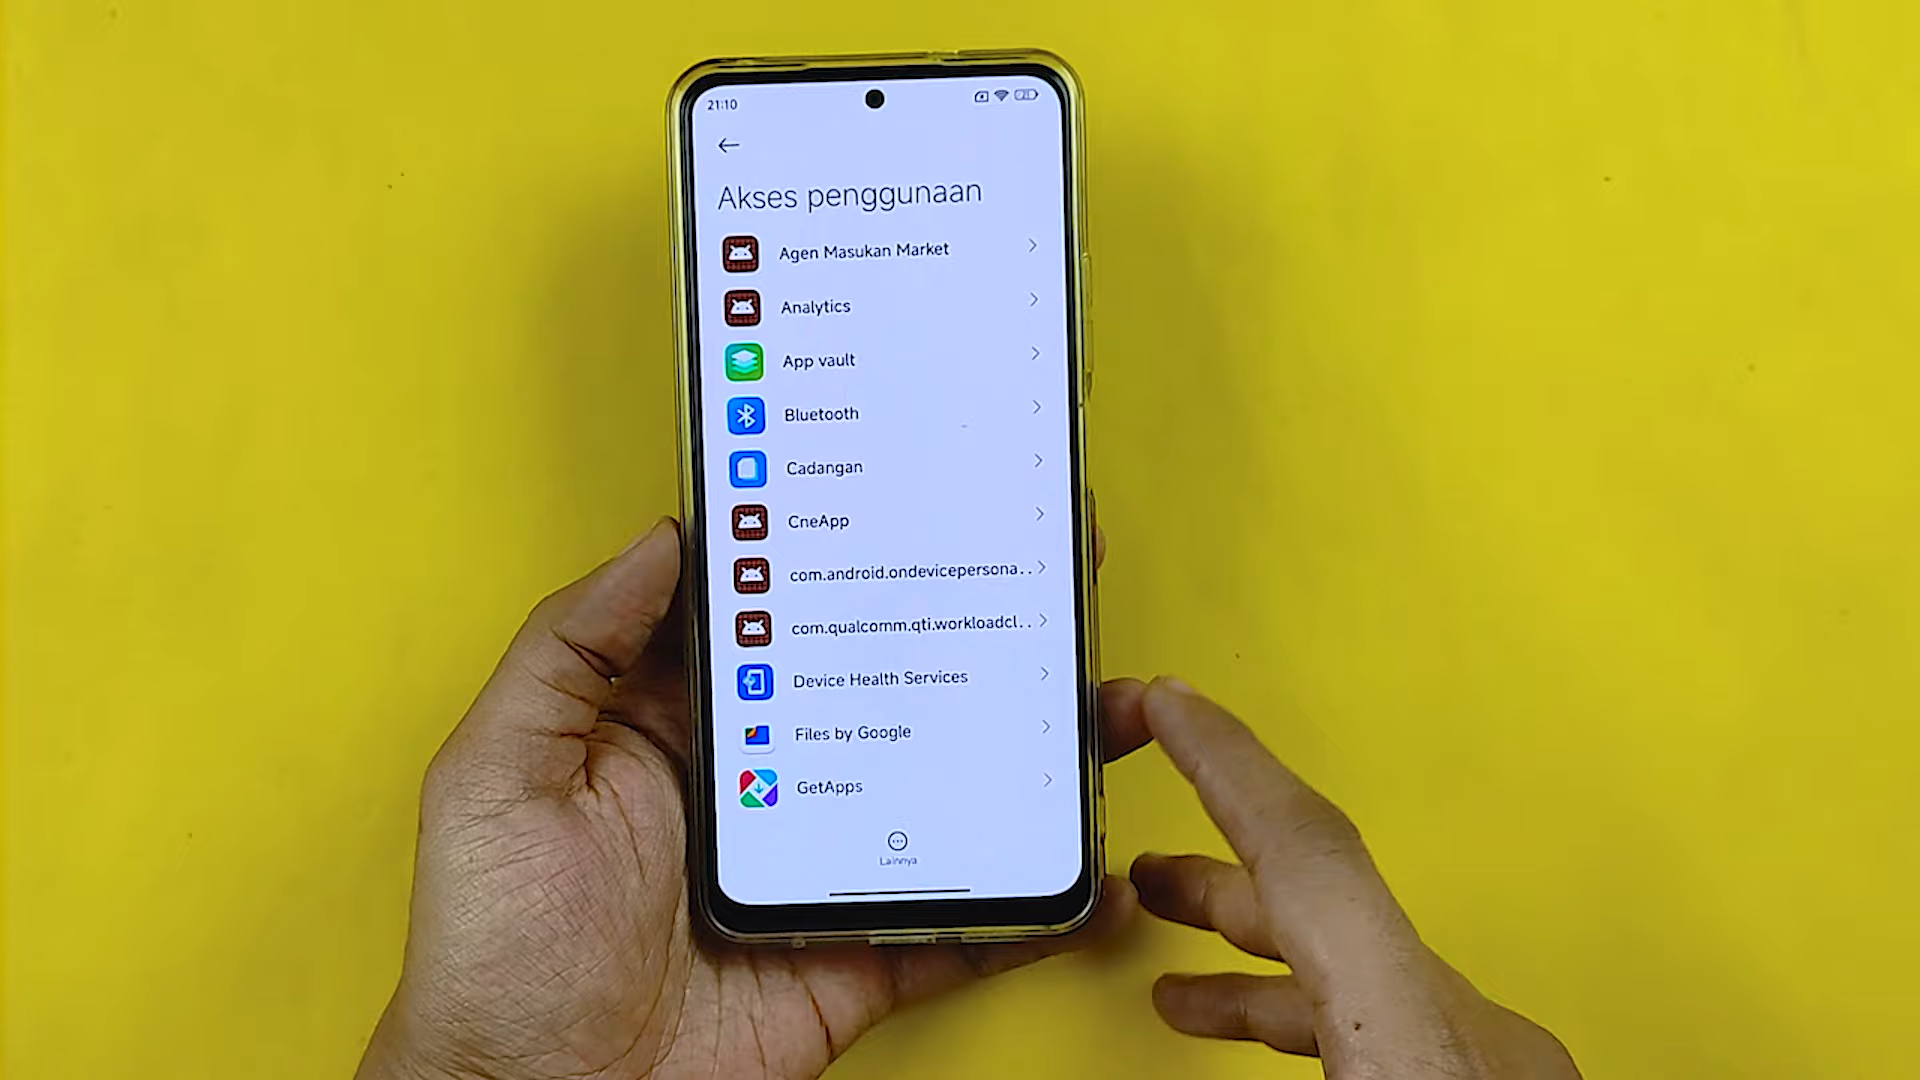 21:10
Akses penggunaan
Agen Masukan Market
Analytics
App vault
Bluetooth
Cadangan
CneApp
com.android.ondevicepersona..
com.qualcomm.qti.workloadcl..
Device Health Services
Files by Google
GetApps
Lainnya